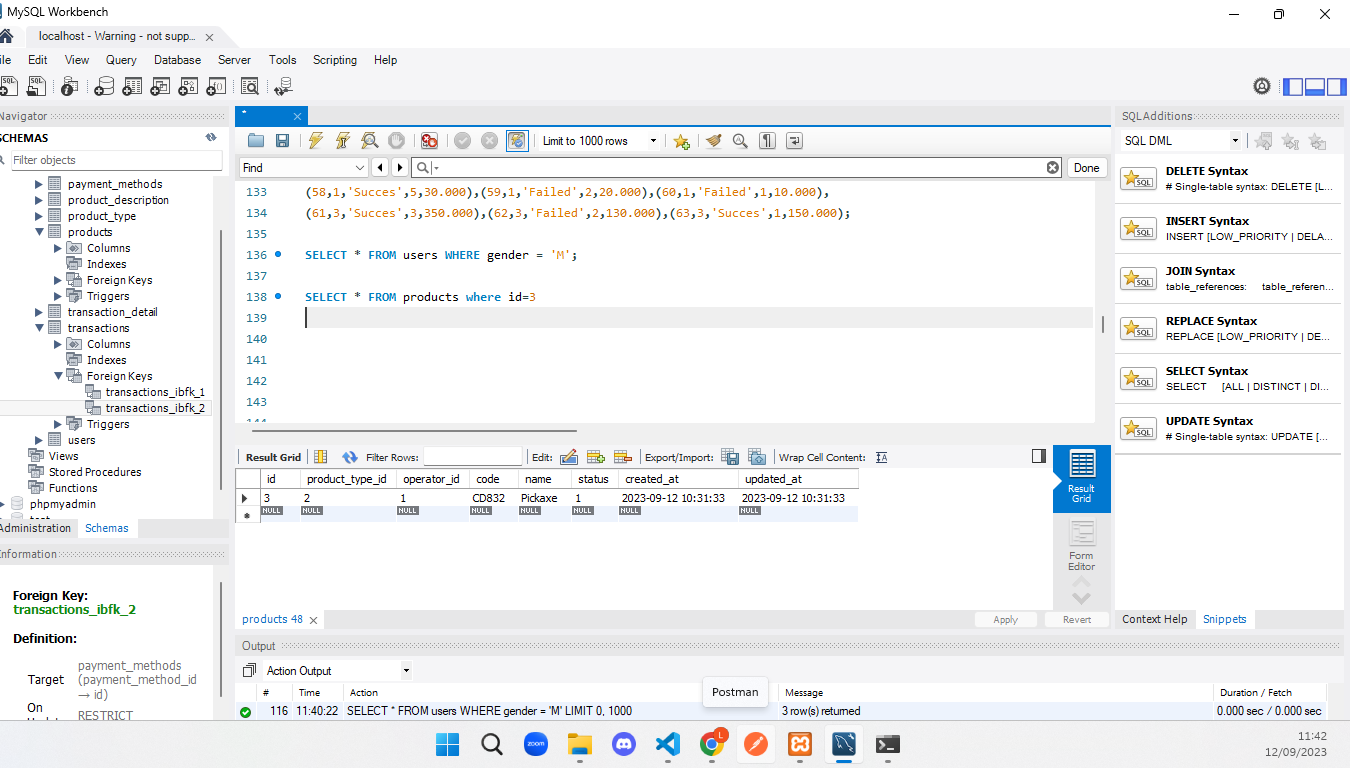 MySQL Workbench
localhost - Warning - not supp...
ile Edit View Query Database Server Tools Scripting Help
Navigator
SCHEMAS
Filter objects
payment_methods
product_description
product_type
products
Columns
Indexes
Foreign Keys
Triggers
transaction_detail
transactions
Columns
Indexes
Foreign Keys
transactions_ibfk_1
transactions_ibfk_2
Triggers
users
Views
Stored Procedures
Functions
phpmyadmin
Administration Schemas
Information
Foreign Key:
transactions_ibfk_2
Definition:
Target payment_methods
(payment_method_id
→ id)
On
RESTRICT
Limit to 1000 rows
Find Done
133 (58,1,'Succes',5,30.000),(59,1,'Failed',2,20.000),(60,1,'Failed',1,10.000),
134 (61,3,'Succes',3,350.000),(62,3,'Failed',2,130.000),(63,3,'Succes',1,150.000);
135
136 SELECT * FROM users WHERE gender = 'M';
137
138 SELECT * FROM products where id=3
139
140
141
142
143
144
Result Grid Filter Rows: Edit: Export/Import: Wrap Cell Content:
id product_type_id operator_id code name status created_at updated_at
3 2 1 CD832 Pickaxe 1 2023-09-12 10:31:33 2023-09-12 10:31:33
NULL NULL NULL NULL NULL NULL NULL NULL
Result
Grid
Form
Editor
products 48 Apply Revert
Output
Action Output
# Time Action Message Duration / Fetch
116 11:40:22 SELECT * FROM users WHERE gender = 'M' LIMIT 0, 1000 3 row(s) returned 0.000 sec / 0.000 sec
Postman
SQLAdditions
SQL DML
DELETE Syntax
# Single-table syntax: DELETE [L...
INSERT Syntax
INSERT [LOW_PRIORITY | DELA...
JOIN Syntax
table_references: table_referen...
REPLACE Syntax
REPLACE [LOW_PRIORITY | DE...
SELECT Syntax
SELECT [ALL | DISTINCT | DI...
UPDATE Syntax
# Single-table syntax: UPDATE [...
Context Help Snippets
zoom
L
11:42
12/09/2023